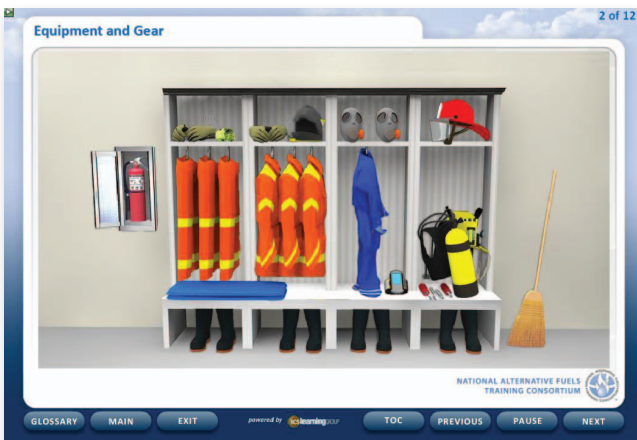 2 of 12
Equipment and Gear
NATIONAL ALTERNATIVE FUELS
TRAINING CONSORTIUM
GLOSSARY
MAIN
EXIT
powered by icslearningGROUP
TOC
PREVIOUS
PAUSE
NEXT